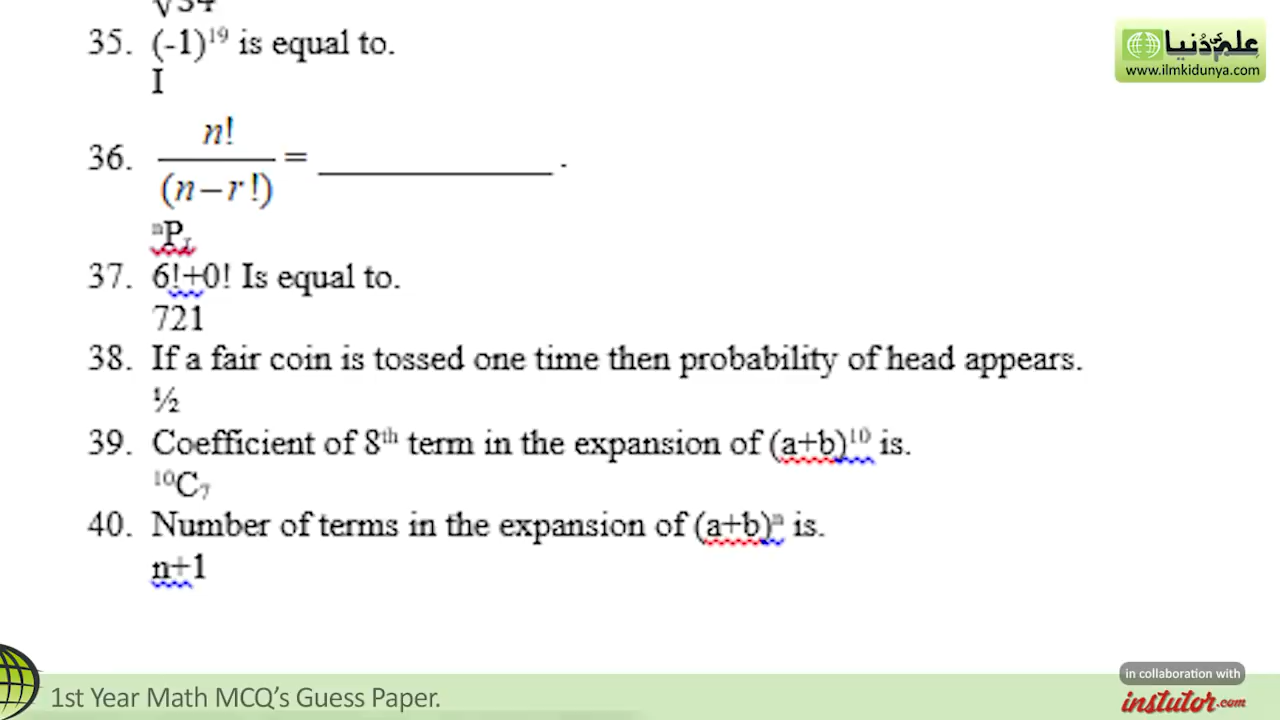 √34
35. (-1)¹⁹ is equal to.
I
36. n!/(n-r!) = ____________ .
ⁿPᵣ
37. 6!+0! Is equal to.
721
38. If a fair coin is tossed one time then probability of head appears.
½
39. Coefficient of 8ᵗʰ term in the expansion of (a+b)¹⁰ is.
¹⁰C₇
40. Number of terms in the expansion of (a+b)ⁿ is.
n+1
علم کی دُنیا
www.ilmkidunya.com
1st Year Math MCQ’s Guess Paper.
in collaboration with
instutor.com